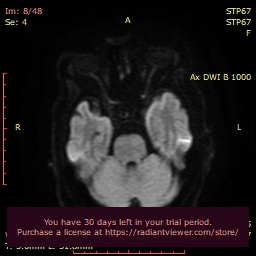 Im: 8/48
Se: 4
A
STP67
STP67
F
Ax DWI B 1000
R
L
You have 30 days left in your trial period.
Purchase a license at https://radiantviewer.com/store/